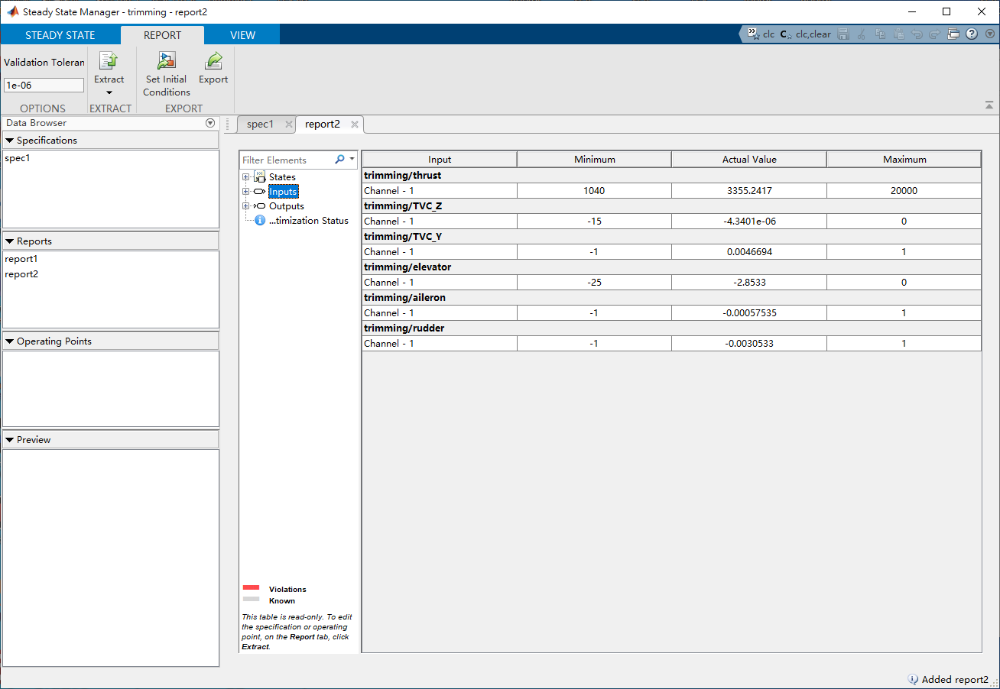 Steady State Manager - trimming - report2
STEADY STATE
REPORT
VIEW
clc
clc,clear
Validation Toleran
1e-06
OPTIONS
Extract
EXTRACT
Set Initial
Conditions
Export
EXPORT
Data Browser
Specifications
spec1
Reports
report1
report2
Operating Points
Preview
spec1
report2
Filter Elements
States
Inputs
Outputs
...timization Status
Violations
Known
This table is read-only. To edit
the specification or operating
point, on the Report tab, click
Extract.
Input Minimum Actual Value Maximum
trimming/thrust
Channel - 1 1040 3355.2417 20000
trimming/TVC_Z
Channel - 1 -15 -4.3401e-06 0
trimming/TVC_Y
Channel - 1 -1 0.0046694 1
trimming/elevator
Channel - 1 -25 -2.8533 0
trimming/aileron
Channel - 1 -1 -0.00057535 1
trimming/rudder
Channel - 1 -1 -0.0030533 1
Added report2